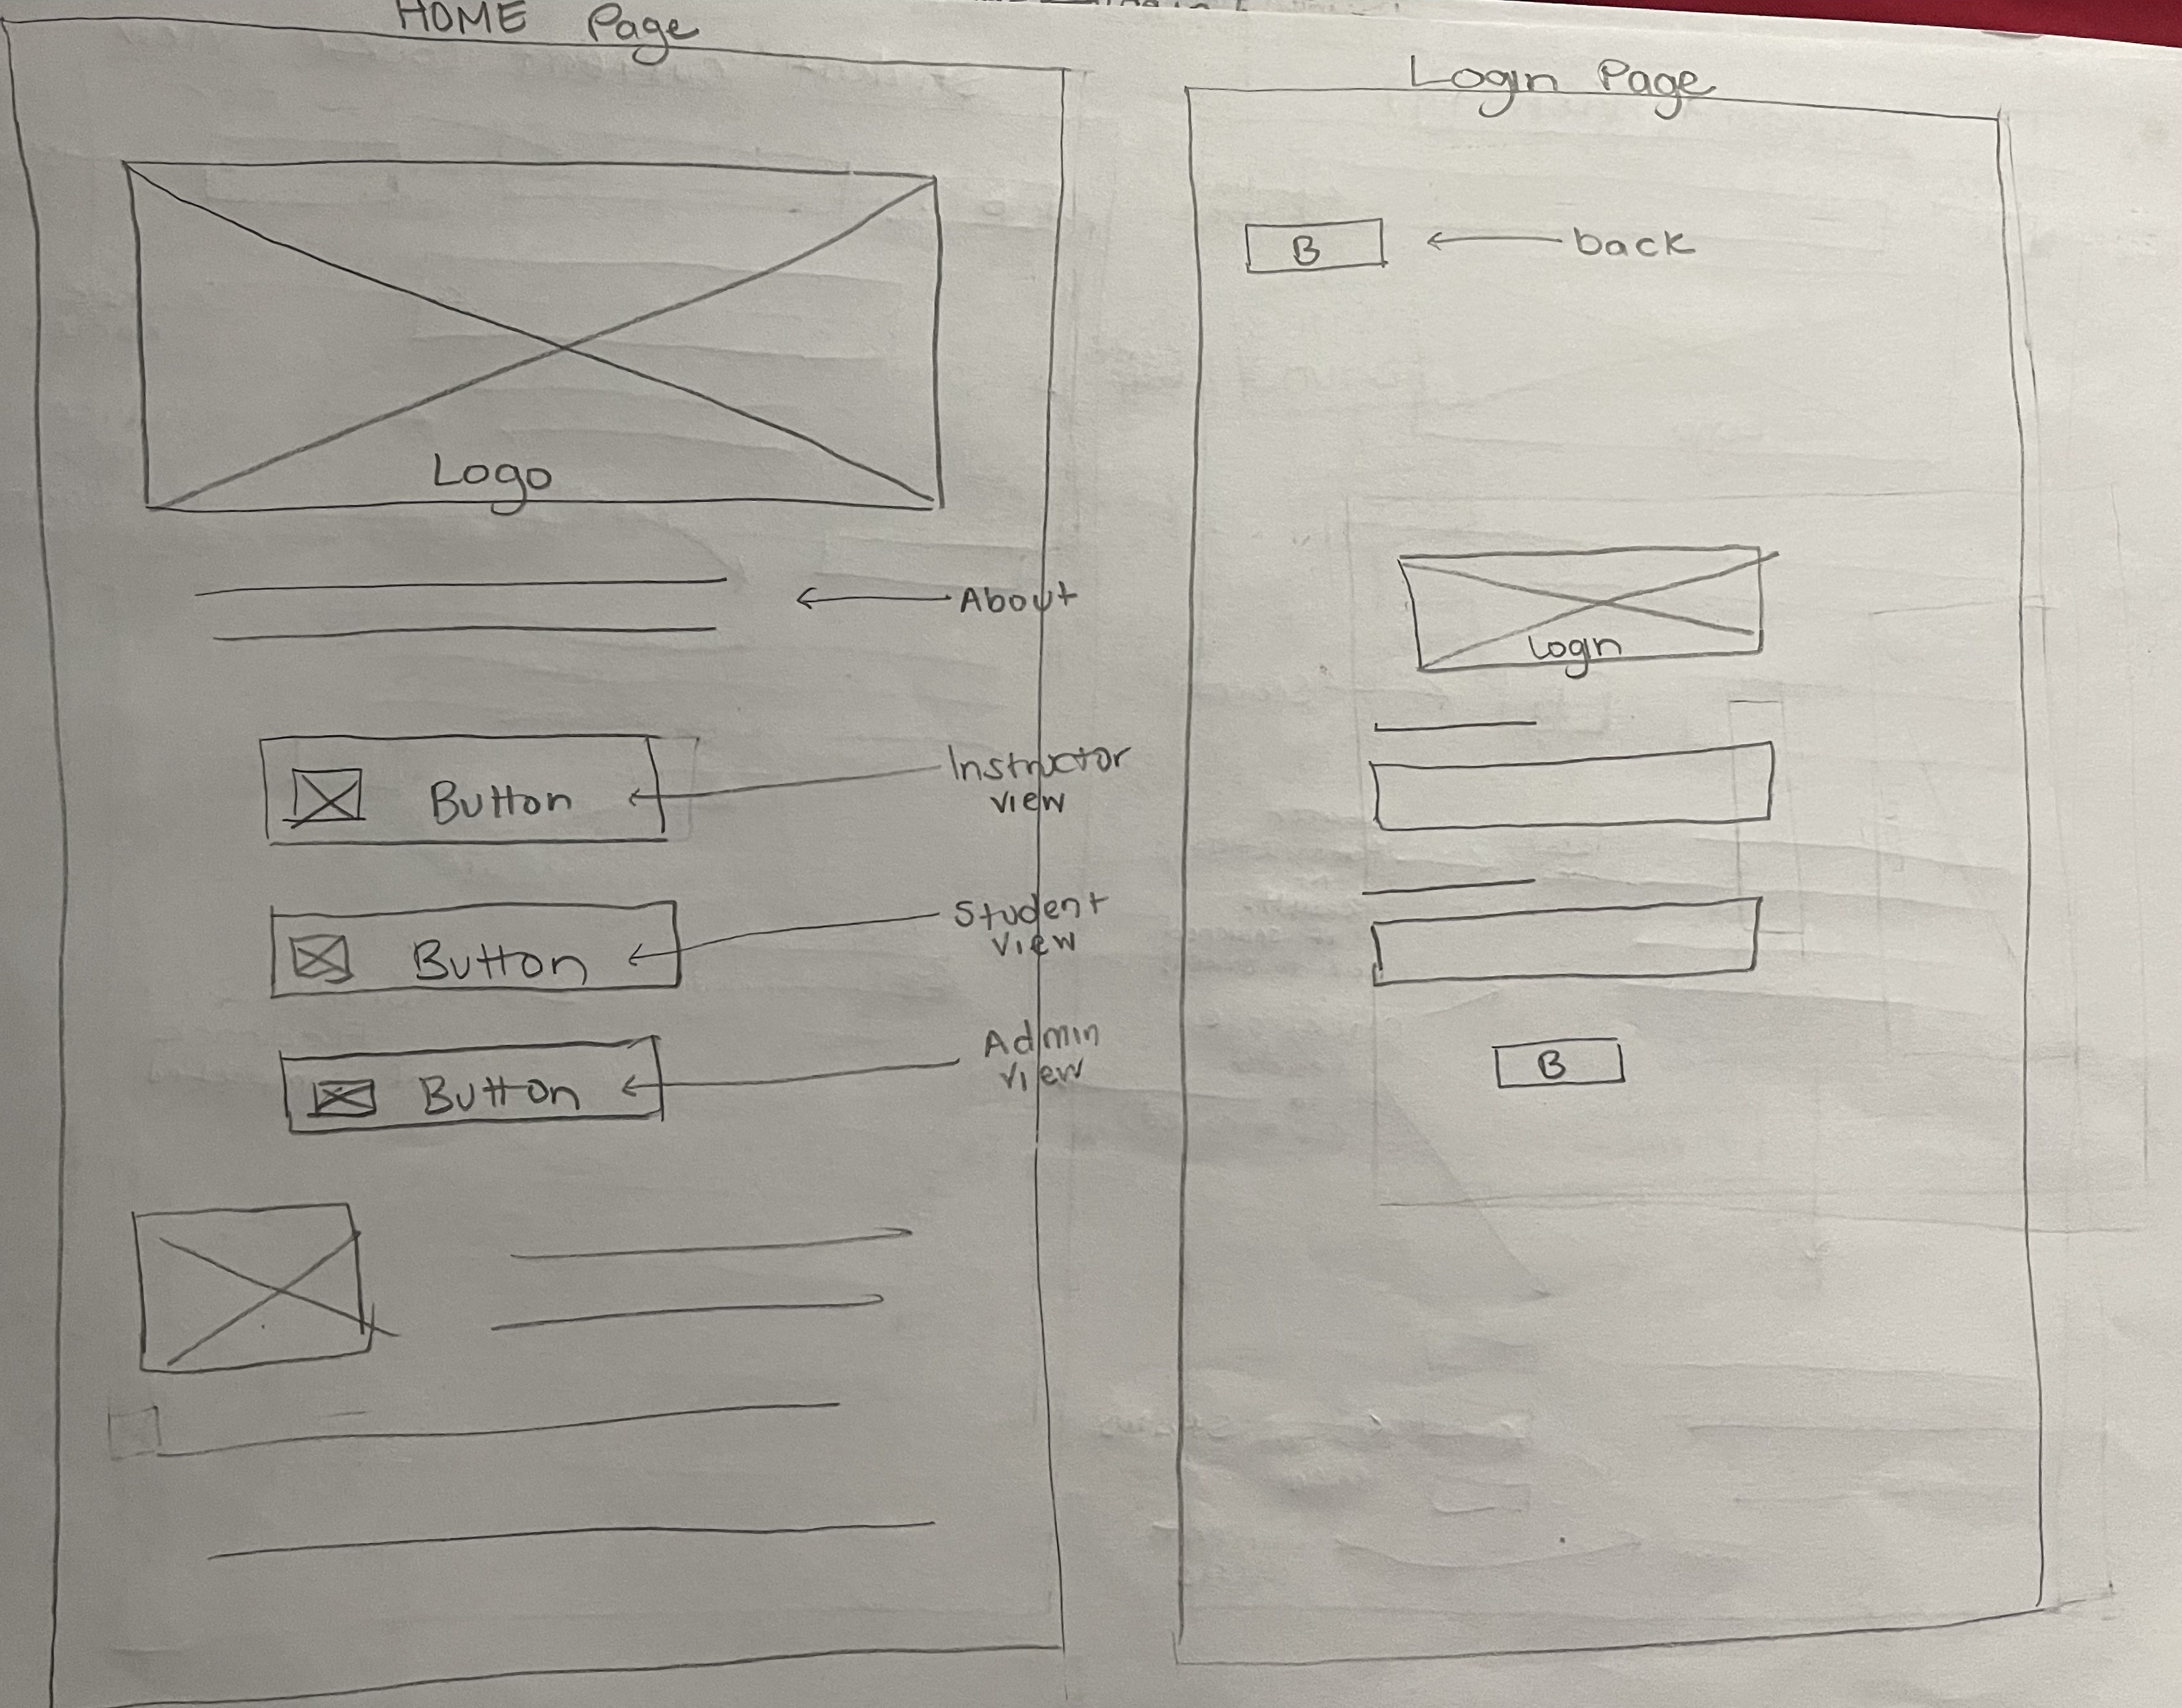 HOME Page
Logo
About
Button
Instructor
view
Button
Student
view
Button
Admin
view
Login Page
B
back
Login
B